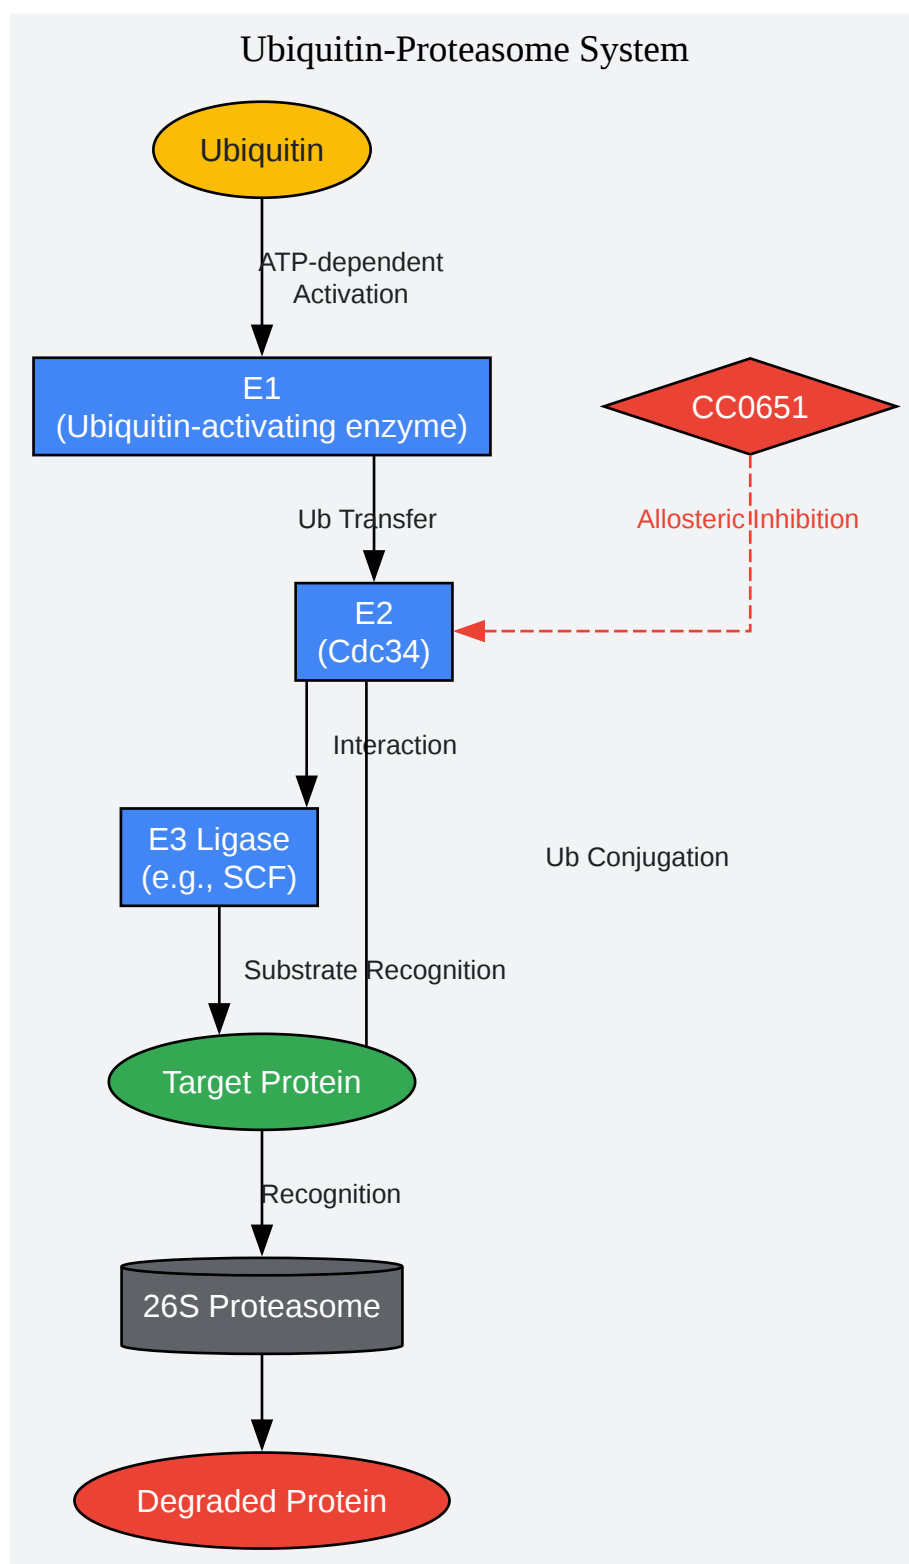 Ubiquitin-Proteasome System
Ubiquitin
ATP-dependent
Activation
E1
(Ubiquitin-activating enzyme)
CC0651
Ub Transfer
Allosteric Inhibition
E2
(Cdc34)
Interaction
E3 Ligase
(e.g., SCF)
Ub Conjugation
Substrate Recognition
Target Protein
Recognition
26S Proteasome
Degraded Protein